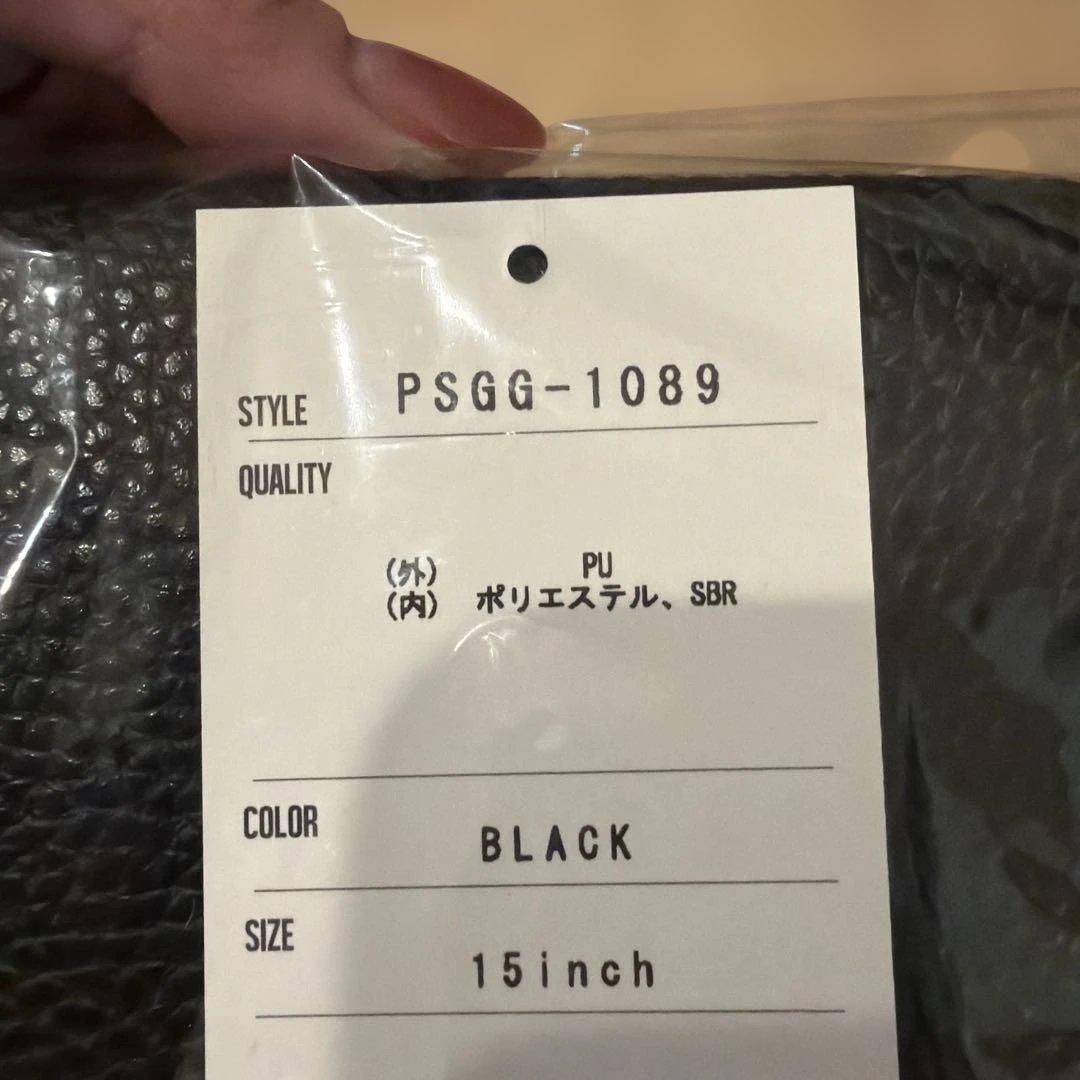 STYLE PSGG-1089
QUALITY
(外) PU
(内) ポリエステル、SBR
COLOR BLACK
SIZE 15inch